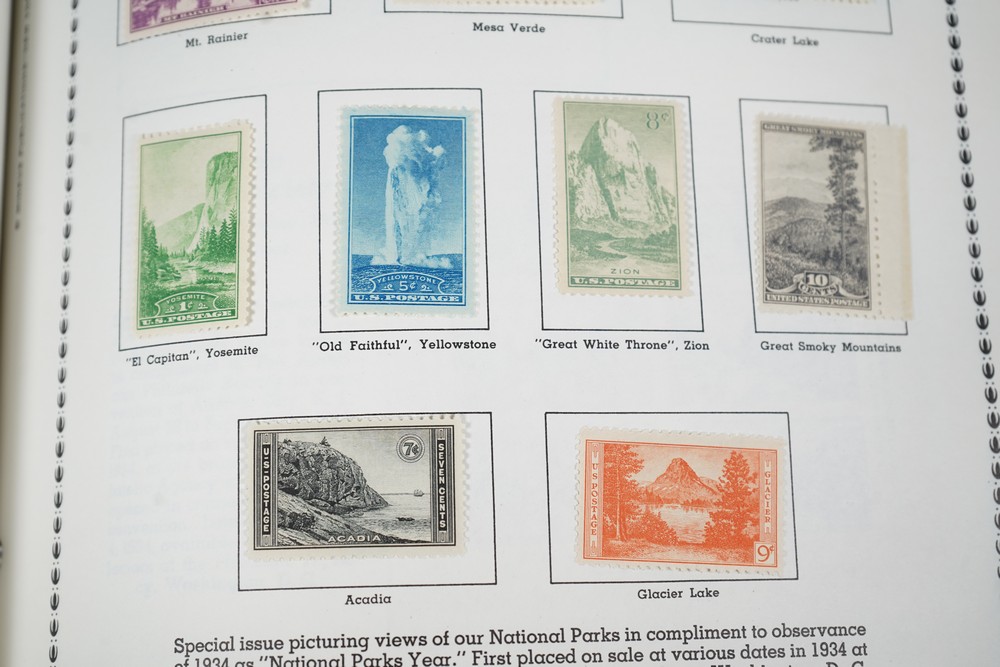 MT. RAINIER
Mt. Rainier
Mesa Verde
Crater Lake
YOSEMITE
1¢
U.S. POSTAGE
"El Capitan", Yosemite
YELLOWSTONE
5¢
U.S. POSTAGE
"Old Faithful", Yellowstone
8¢
ZION
U.S. POSTAGE
"Great White Throne", Zion
GREAT SMOKY MOUNTAINS
10
CENTS
UNITED STATES POSTAGE
Great Smoky Mountains
U·S·POSTAGE
7¢
SEVEN CENTS
ACADIA
Acadia
U.S. POSTAGE
GLACIER
9¢
Glacier Lake
Special issue picturing views of our National Parks in compliment to observance
of 1934 as "National Parks Year." First placed on sale at various dates in 1934 at
Washington, D. C.